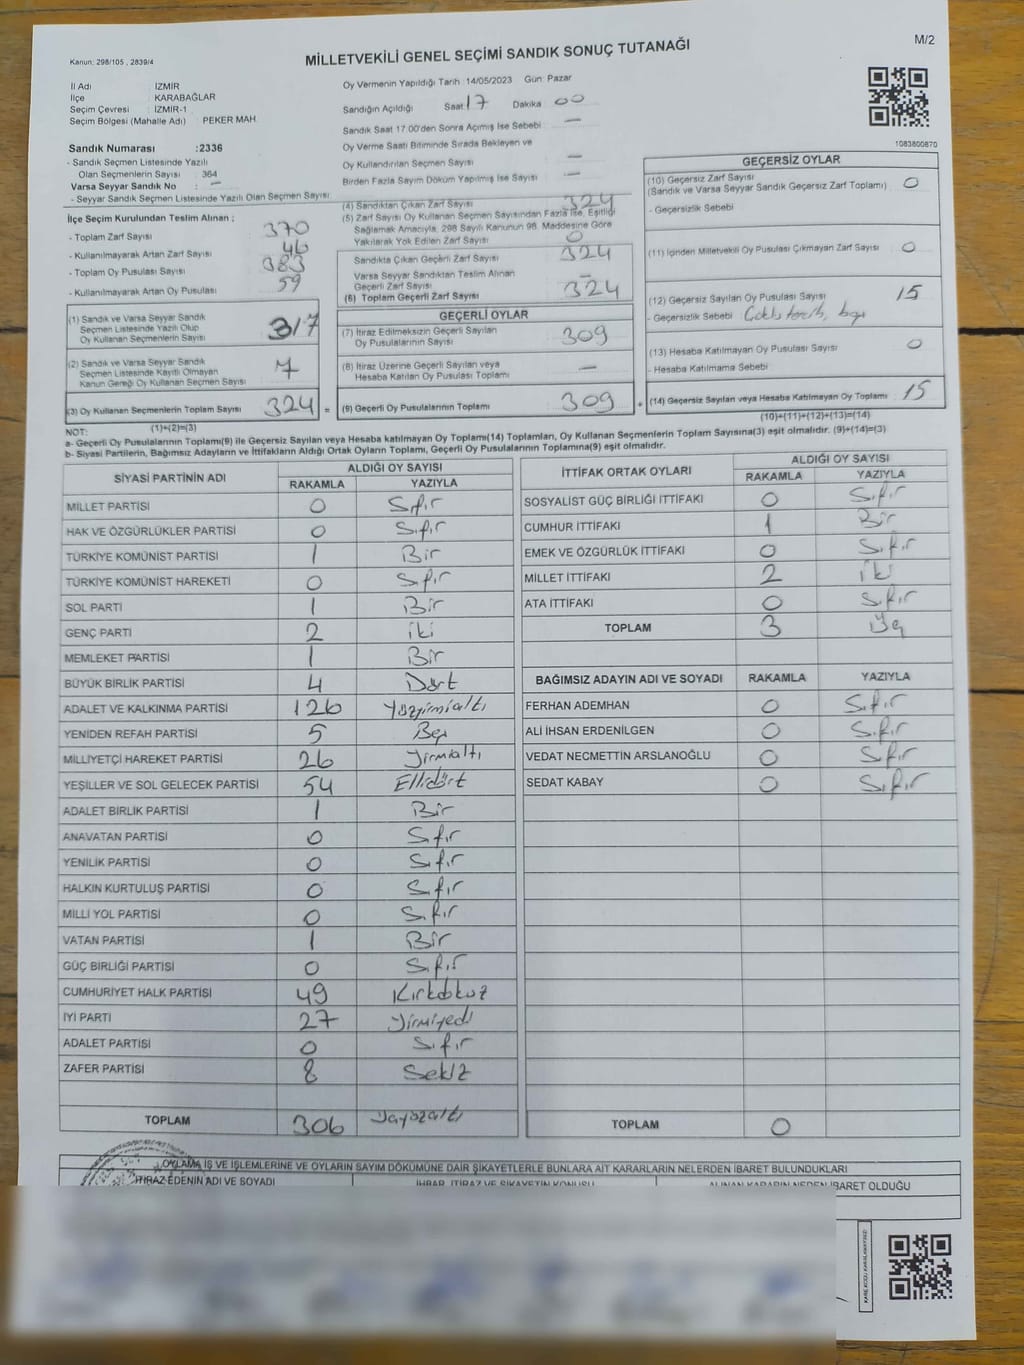 M/2
Kanun: 298/105 , 2839/4
MİLLETVEKİLİ GENEL SEÇİMİ SANDIK SONUÇ TUTANAĞI
İl Adı İZMİR
İlçe KARABAĞLAR
Seçim Çevresi : İZMİR-1
Seçim Bölgesi (Mahalle Adı) PEKER MAH
Sandık Numarası :2336
- Sandık Seçmen Listesinde Yazılı
Olan Seçmenlerin Sayısı : 364
Varsa Seyyar Sandık No : —
- Seyyar Sandık Seçmen Listesinde Yazılı Olan Seçmen Sayısı
Oy Vermenin Yapıldığı Tarih :14/05/2023 Gün: Pazar
Sandığın Açıldığı Saat 17 Dakika 00
Sandık Saat 17.00'den Sonra Açımış İse Sebebi —
Oy Verme Saati Bitiminde Sırada Bekleyen ve
Oy Kullandırılan Seçmen Sayısı —
Birden Fazla Sayım Döküm Yapılmış İse Sayısı —
1083800870
İlçe Seçim Kurulundan Teslim Alınan ;
- Toplam Zarf Sayısı 370
- Kullanılmayarak Artan Zarf Sayısı 46
- Toplam Oy Pusulası Sayısı 383
- Kullanılmayarak Artan Oy Pusulası 59
(1) Sandık ve Varsa Seyyar Sandık
Seçmen Listesinde Yazılı Olup
Oy Kullanan Seçmenlerin Sayısı 317
(2) Sandık ve Varsa Seyyar Sandık
Seçmen Listesinde Kayıtlı Olmayan
Kanun Gereği Oy Kullanan Seçmen Sayısı 7
(3) Oy Kullanan Seçmenlerin Toplam Sayısı 324 =
(1)+(2)=(3)
(4) Sandıktan Çıkan Zarf Sayısı 324
(5) Zarf Sayısı Oy Kullanan Seçmen Sayısından Fazla İse, Eşitliği
Sağlamak Amacıyla, 298 Sayılı Kanunun 98. Maddesine Göre
Yakılarak Yok Edilen Zarf Sayısı 0
Sandıkta Çıkan Geçerli Zarf Sayısı 324
Varsa Seyyar Sandıktan Teslim Alınan
Geçerli Zarf Sayısı —
(6) Toplam Geçerli Zarf Sayısı 324
GEÇERLİ OYLAR
(7) İtiraz Edilmeksizin Geçerli Sayılan
Oy Pusulalarının Sayısı 309
(8) İtiraz Üzerine Geçerli Sayılan veya
Hesaba Katılan Oy Pusulası Toplamı —
(9) Geçerli Oy Pusulalarının Toplamı 309 +
GEÇERSİZ OYLAR
(10) Geçersiz Zarf Sayısı 0
(Sandık ve Varsa Seyyar Sandık Geçersiz Zarf Toplamı)
- Geçersizlik Sebebi
(11) İçinden Milletvekili Oy Pusulası Çıkmayan Zarf Sayısı 0
(12) Geçersiz Sayılan Oy Pusulası Sayısı 15
- Geçersizlik Sebebi
(13) Hesaba Katılmayan Oy Pusulası Sayısı 0
- Hesaba Katılmama Sebebi
(14) Geçersiz Sayılan veya Hesaba Katılmayan Oy Toplamı 15
(10)+(11)+(12)+(13)=(14)
NOT:
a- Geçerli Oy Pusulalarının Toplamı(9) ile Geçersiz Sayılan veya Hesaba katılmayan Oy Toplamı(14) Toplamları, Oy Kullanan Seçmenlerin Toplam Sayısına(3) eşit olmalıdır. (9)+(14)=(3)
b- Siyasi Partilerin, Bağımsız Adayların ve İttifakların Aldığı Ortak Oyların Toplamı, Geçerli Oy Pusulalarının Toplamına(9) eşit olmalıdır.
SİYASİ PARTİNİN ADI ALDIĞI OY SAYISI
RAKAMLA YAZIYLA
MİLLET PARTİSİ 0 Sıfır
HAK VE ÖZGÜRLÜKLER PARTİSİ 0 Sıfır
TÜRKİYE KOMÜNİST PARTİSİ 1 Bir
TÜRKİYE KOMÜNİST HAREKETİ 0 Sıfır
SOL PARTİ 1 Bir
GENÇ PARTİ 2 iki
MEMLEKET PARTİSİ 1 Bir
BÜYÜK BİRLİK PARTİSİ 4 Dört
ADALET VE KALKINMA PARTİSİ 126 Yüzyirmialtı
YENİDEN REFAH PARTİSİ 5 Beş
MİLLİYETÇİ HAREKET PARTİSİ 26 Yirmialtı
YEŞİLLER VE SOL GELECEK PARTİSİ 54 Ellidört
ADALET BİRLİK PARTİSİ 1 Bir
ANAVATAN PARTİSİ 0 Sıfır
YENİLİK PARTİSİ 0 Sıfır
HALKIN KURTULUŞ PARTİSİ 0 Sıfır
MİLLİ YOL PARTİSİ 0 Sıfır
VATAN PARTİSİ 1 Bir
GÜÇ BİRLİĞİ PARTİSİ 0 Sıfır
CUMHURİYET HALK PARTİSİ 49 Kırkdokuz
İYİ PARTİ 27 Yirmiyedi
ADALET PARTİSİ 0 Sıfır
ZAFER PARTİSİ 8 Sekiz
TOPLAM 306
İTTİFAK ORTAK OYLARI ALDIĞI OY SAYISI
RAKAMLA YAZIYLA
SOSYALİST GÜÇ BİRLİĞİ İTTİFAKI 0 Sıfır
CUMHUR İTTİFAKI 1 Bir
EMEK VE ÖZGÜRLÜK İTTİFAKI 0 Sıfır
MİLLET İTTİFAKI 2 iki
ATA İTTİFAKI 0 Sıfır
TOPLAM 3 Üç
BAĞIMSIZ ADAYIN ADI VE SOYADI RAKAMLA YAZIYLA
FERHAN ADEMHAN 0 Sıfır
ALİ İHSAN ERDENİLGEN 0 Sıfır
VEDAT NECMETTİN ARSLANOĞLU 0 Sıfır
SEDAT KABAY 0 Sıfır
TOPLAM 0
OYLAMA İŞ VE İŞLEMLERİNE VE OYLARIN SAYIM DÖKÜMÜNE DAİR ŞİKAYETLERLE BUNLARA AİT KARARLARIN NELERDEN İBARET BULUNDUKLARI
İTİRAZ EDENİN ADI VE SOYADI İHBAR, İTİRAZ VE ŞİKAYETİN KONUSU ALINAN KARARIN NEDEN İBARET OLDUĞU